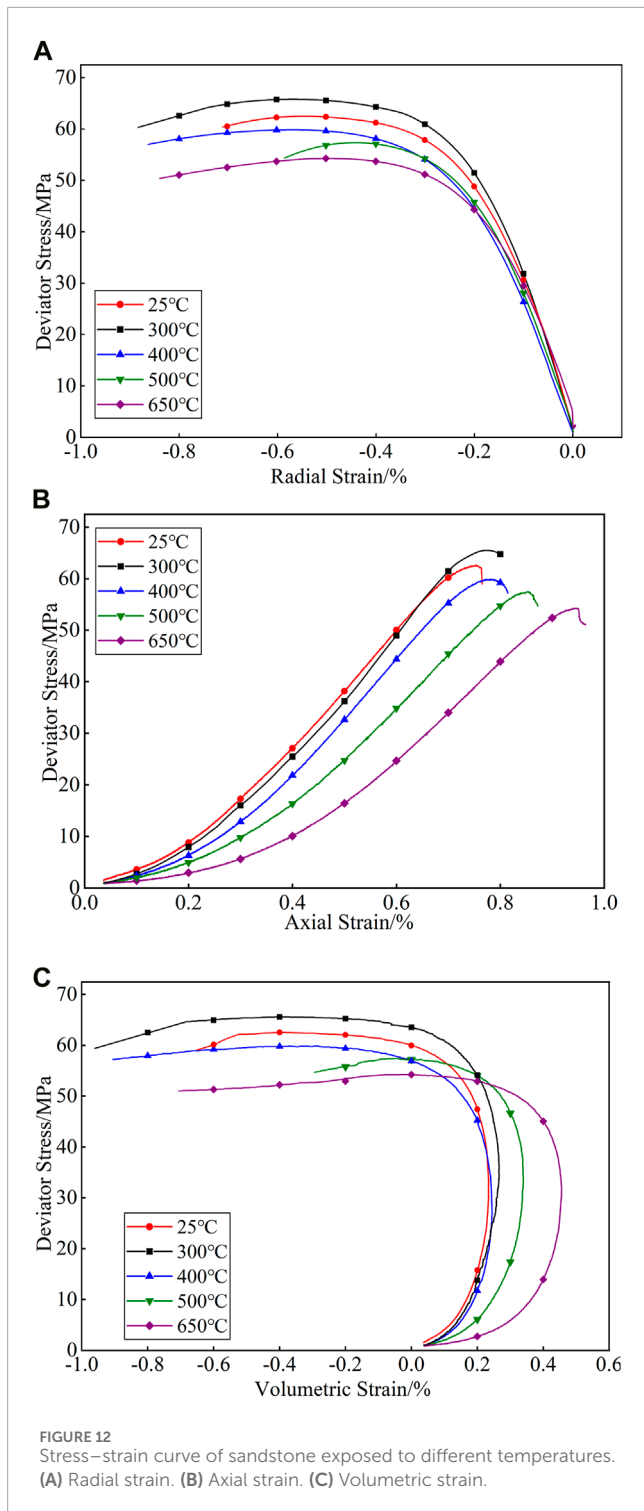 A
70
60
50
40
30
20
10
0
Deviator Stress/MPa
25℃
300℃
400℃
500℃
650℃
-1.0 -0.8 -0.6 -0.4 -0.2 0.0
Radial Strain/%
B
70
60
50
40
30
20
10
0
Deviator Stress/MPa
25℃
300℃
400℃
500℃
650℃
0.0 0.2 0.4 0.6 0.8 1.0
Axial Strain/%
C
70
60
50
40
30
20
10
0
Deviator Stress/MPa
25℃
300℃
400℃
500℃
650℃
-1.0 -0.8 -0.6 -0.4 -0.2 0.0 0.2 0.4 0.6
Volumetric Strain/%
FIGURE 12
Stress–strain curve of sandstone exposed to different temperatures.
(A) Radial strain. (B) Axial strain. (C) Volumetric strain.